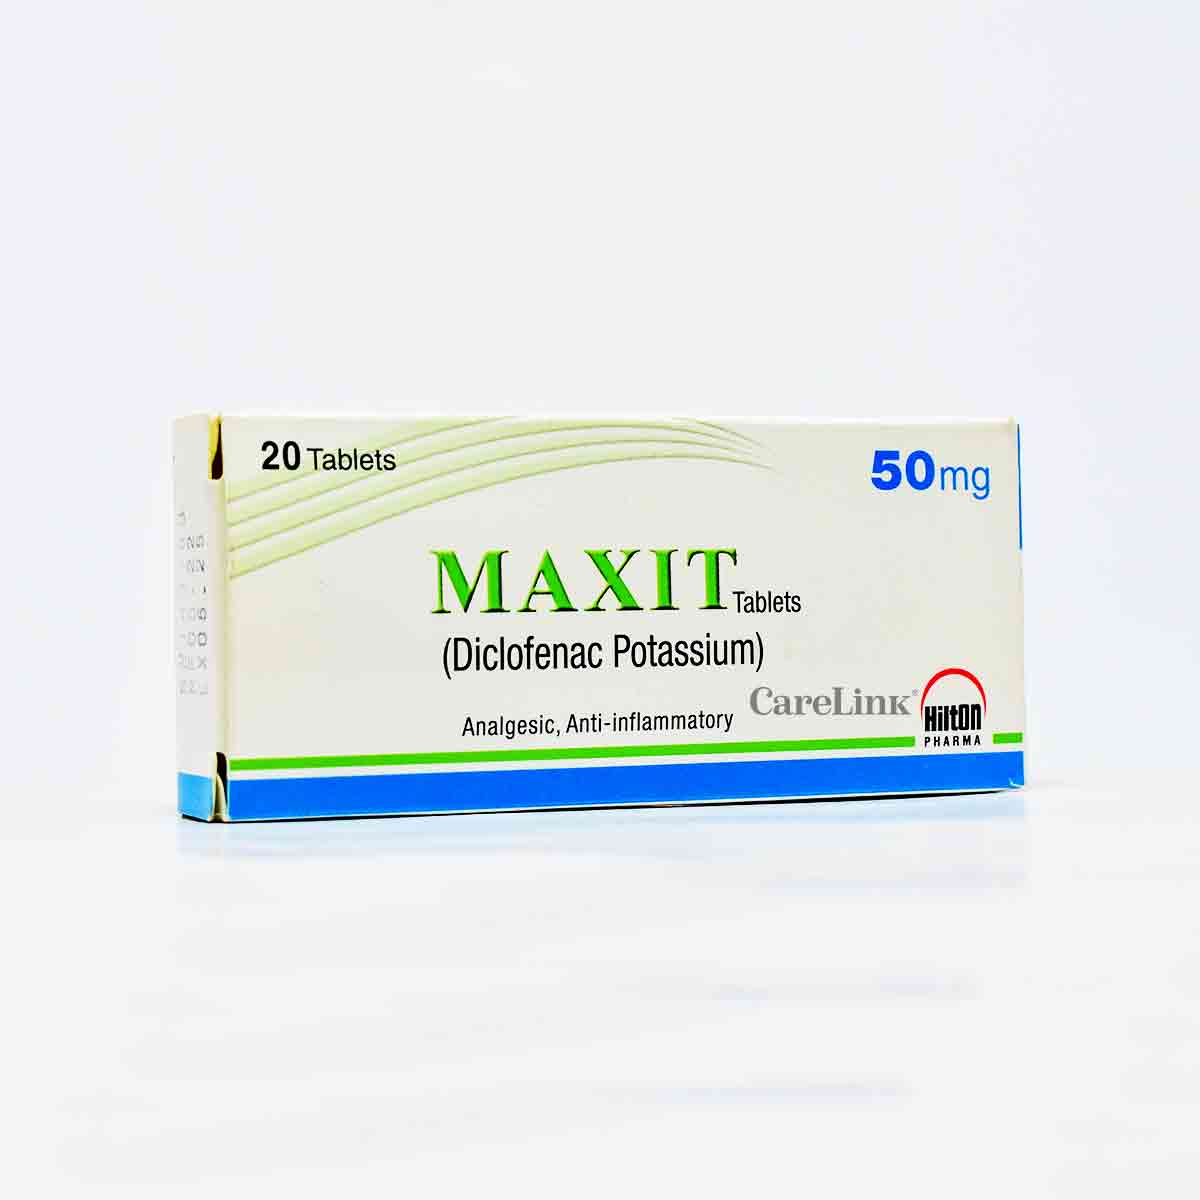 20 Tablets
50mg
MAXIT Tablets
(Diclofenac Potassium)
Analgesic, Anti-inflammatory
CareLink®
Hilton
PHARMA